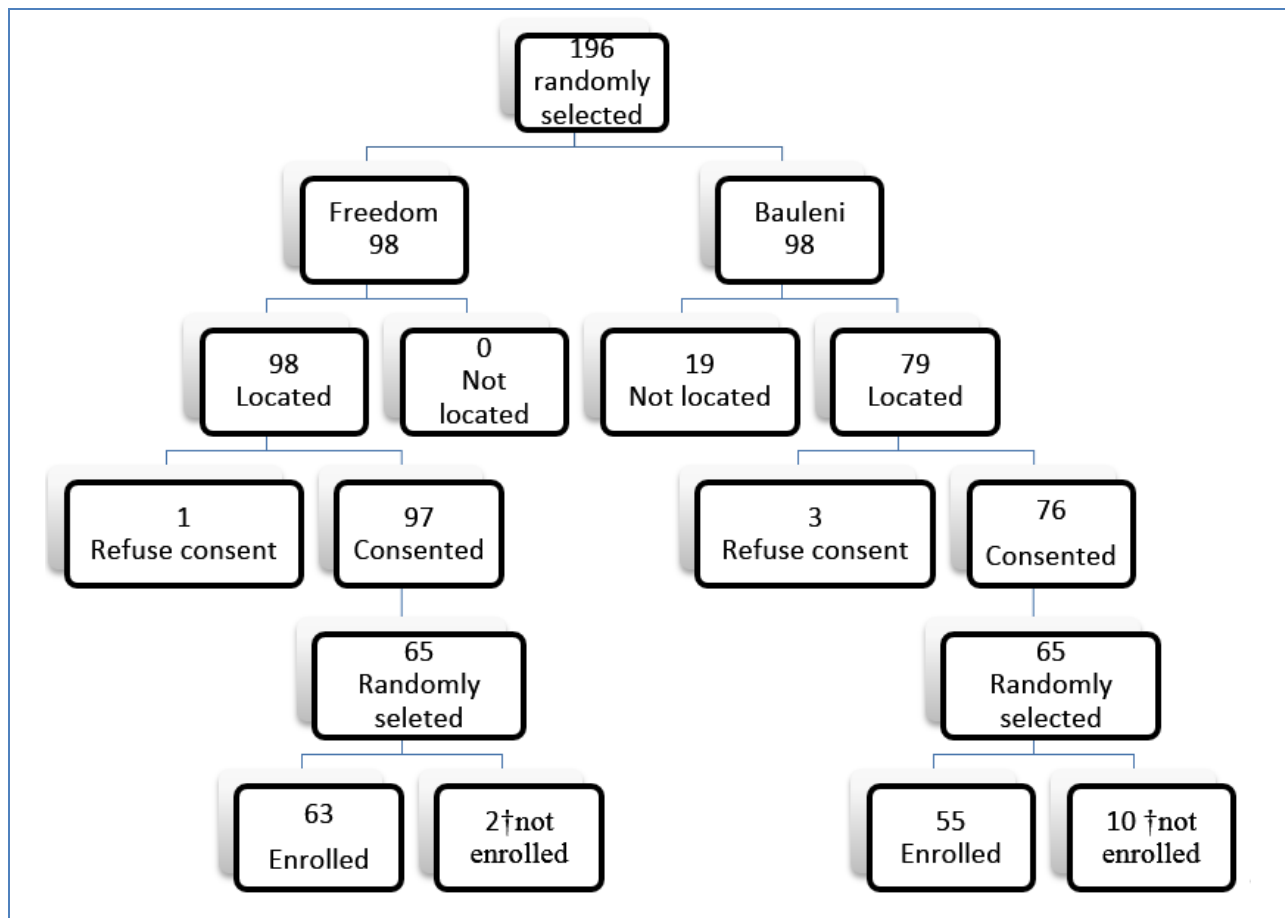 196
randomly
selected
Freedom
98
Bauleni
98
98
Located
0
Not
located
19
Not located
79
Located
1
Refuse consent
97
Consented
3
Refuse consent
76
Consented
65
Randomly
seleted
65
Randomly
selected
63
Enrolled
2†not
enrolled
55
Enrolled
10 †not
enrolled